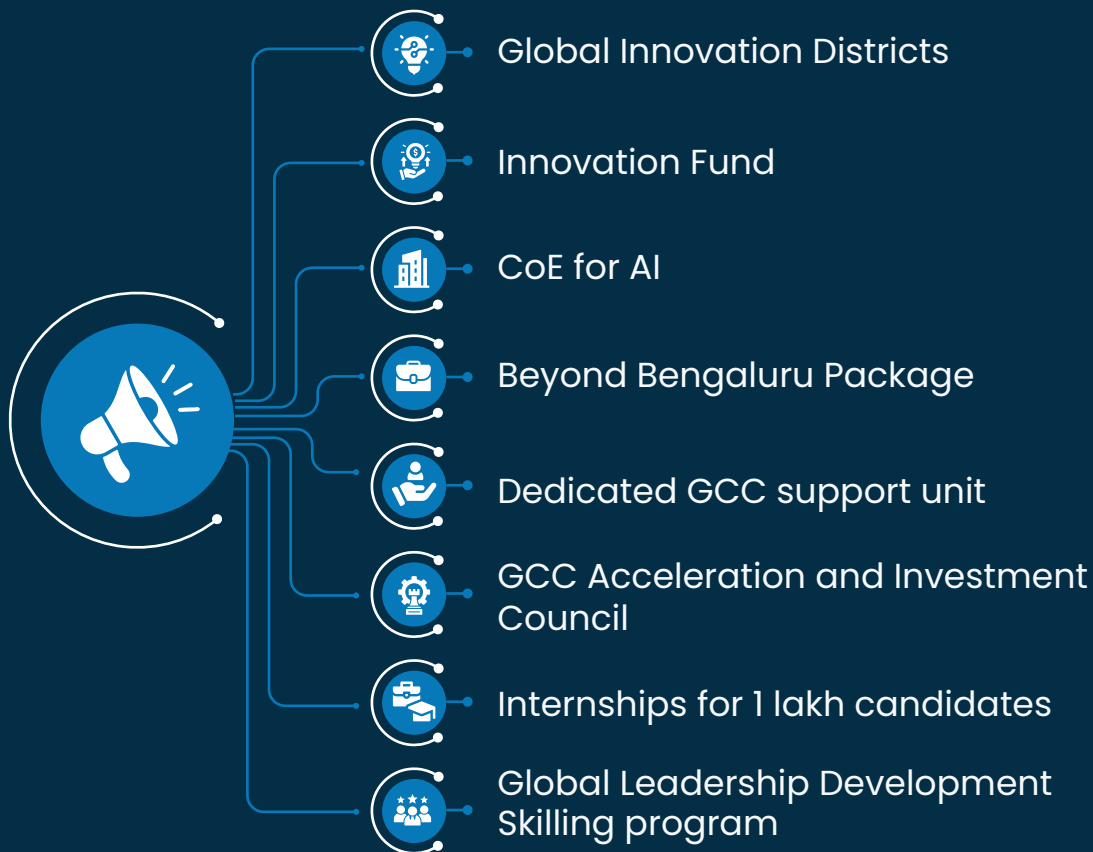 Global Innovation Districts
Innovation Fund
CoE for AI
Beyond Bengaluru Package
Dedicated GCC support unit
GCC Acceleration and Investment
Council
Internships for 1 lakh candidates
Global Leadership Development
Skilling program